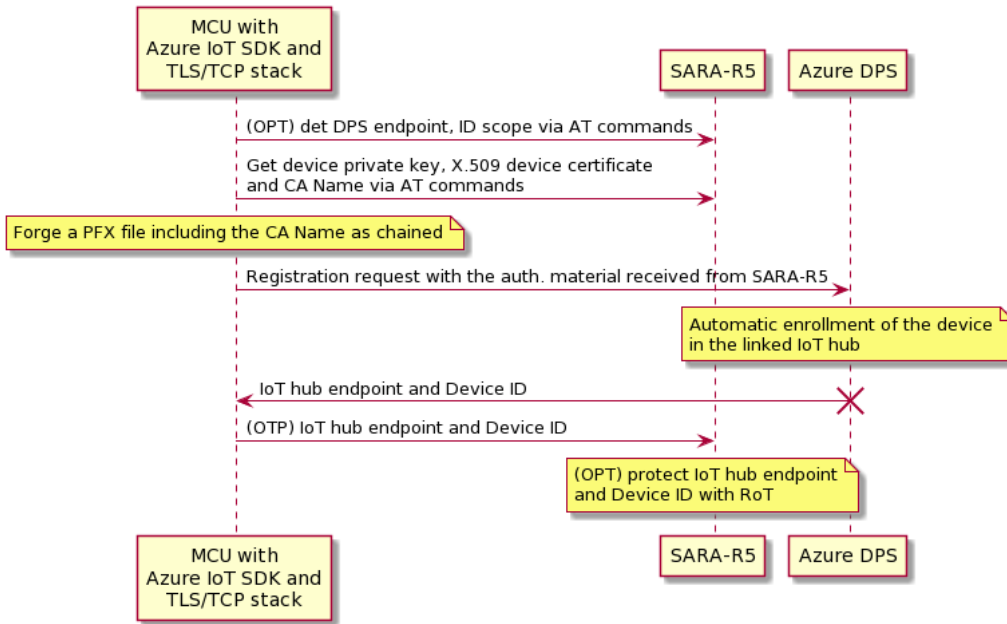 MCU with
Azure IoT SDK and
TLS/TCP stack
SARA-R5
Azure DPS
(OPT) det DPS endpoint, ID scope via AT commands
Get device private key, X.509 device certificate
and CA Name via AT commands
Forge a PFX file including the CA Name as chained
Registration request with the auth. material received from SARA-R5
Automatic enrollment of the device
in the linked IoT hub
IoT hub endpoint and Device ID
(OTP) IoT hub endpoint and Device ID
(OPT) protect IoT hub endpoint
and Device ID with RoT
MCU with
Azure IoT SDK and
TLS/TCP stack
SARA-R5
Azure DPS